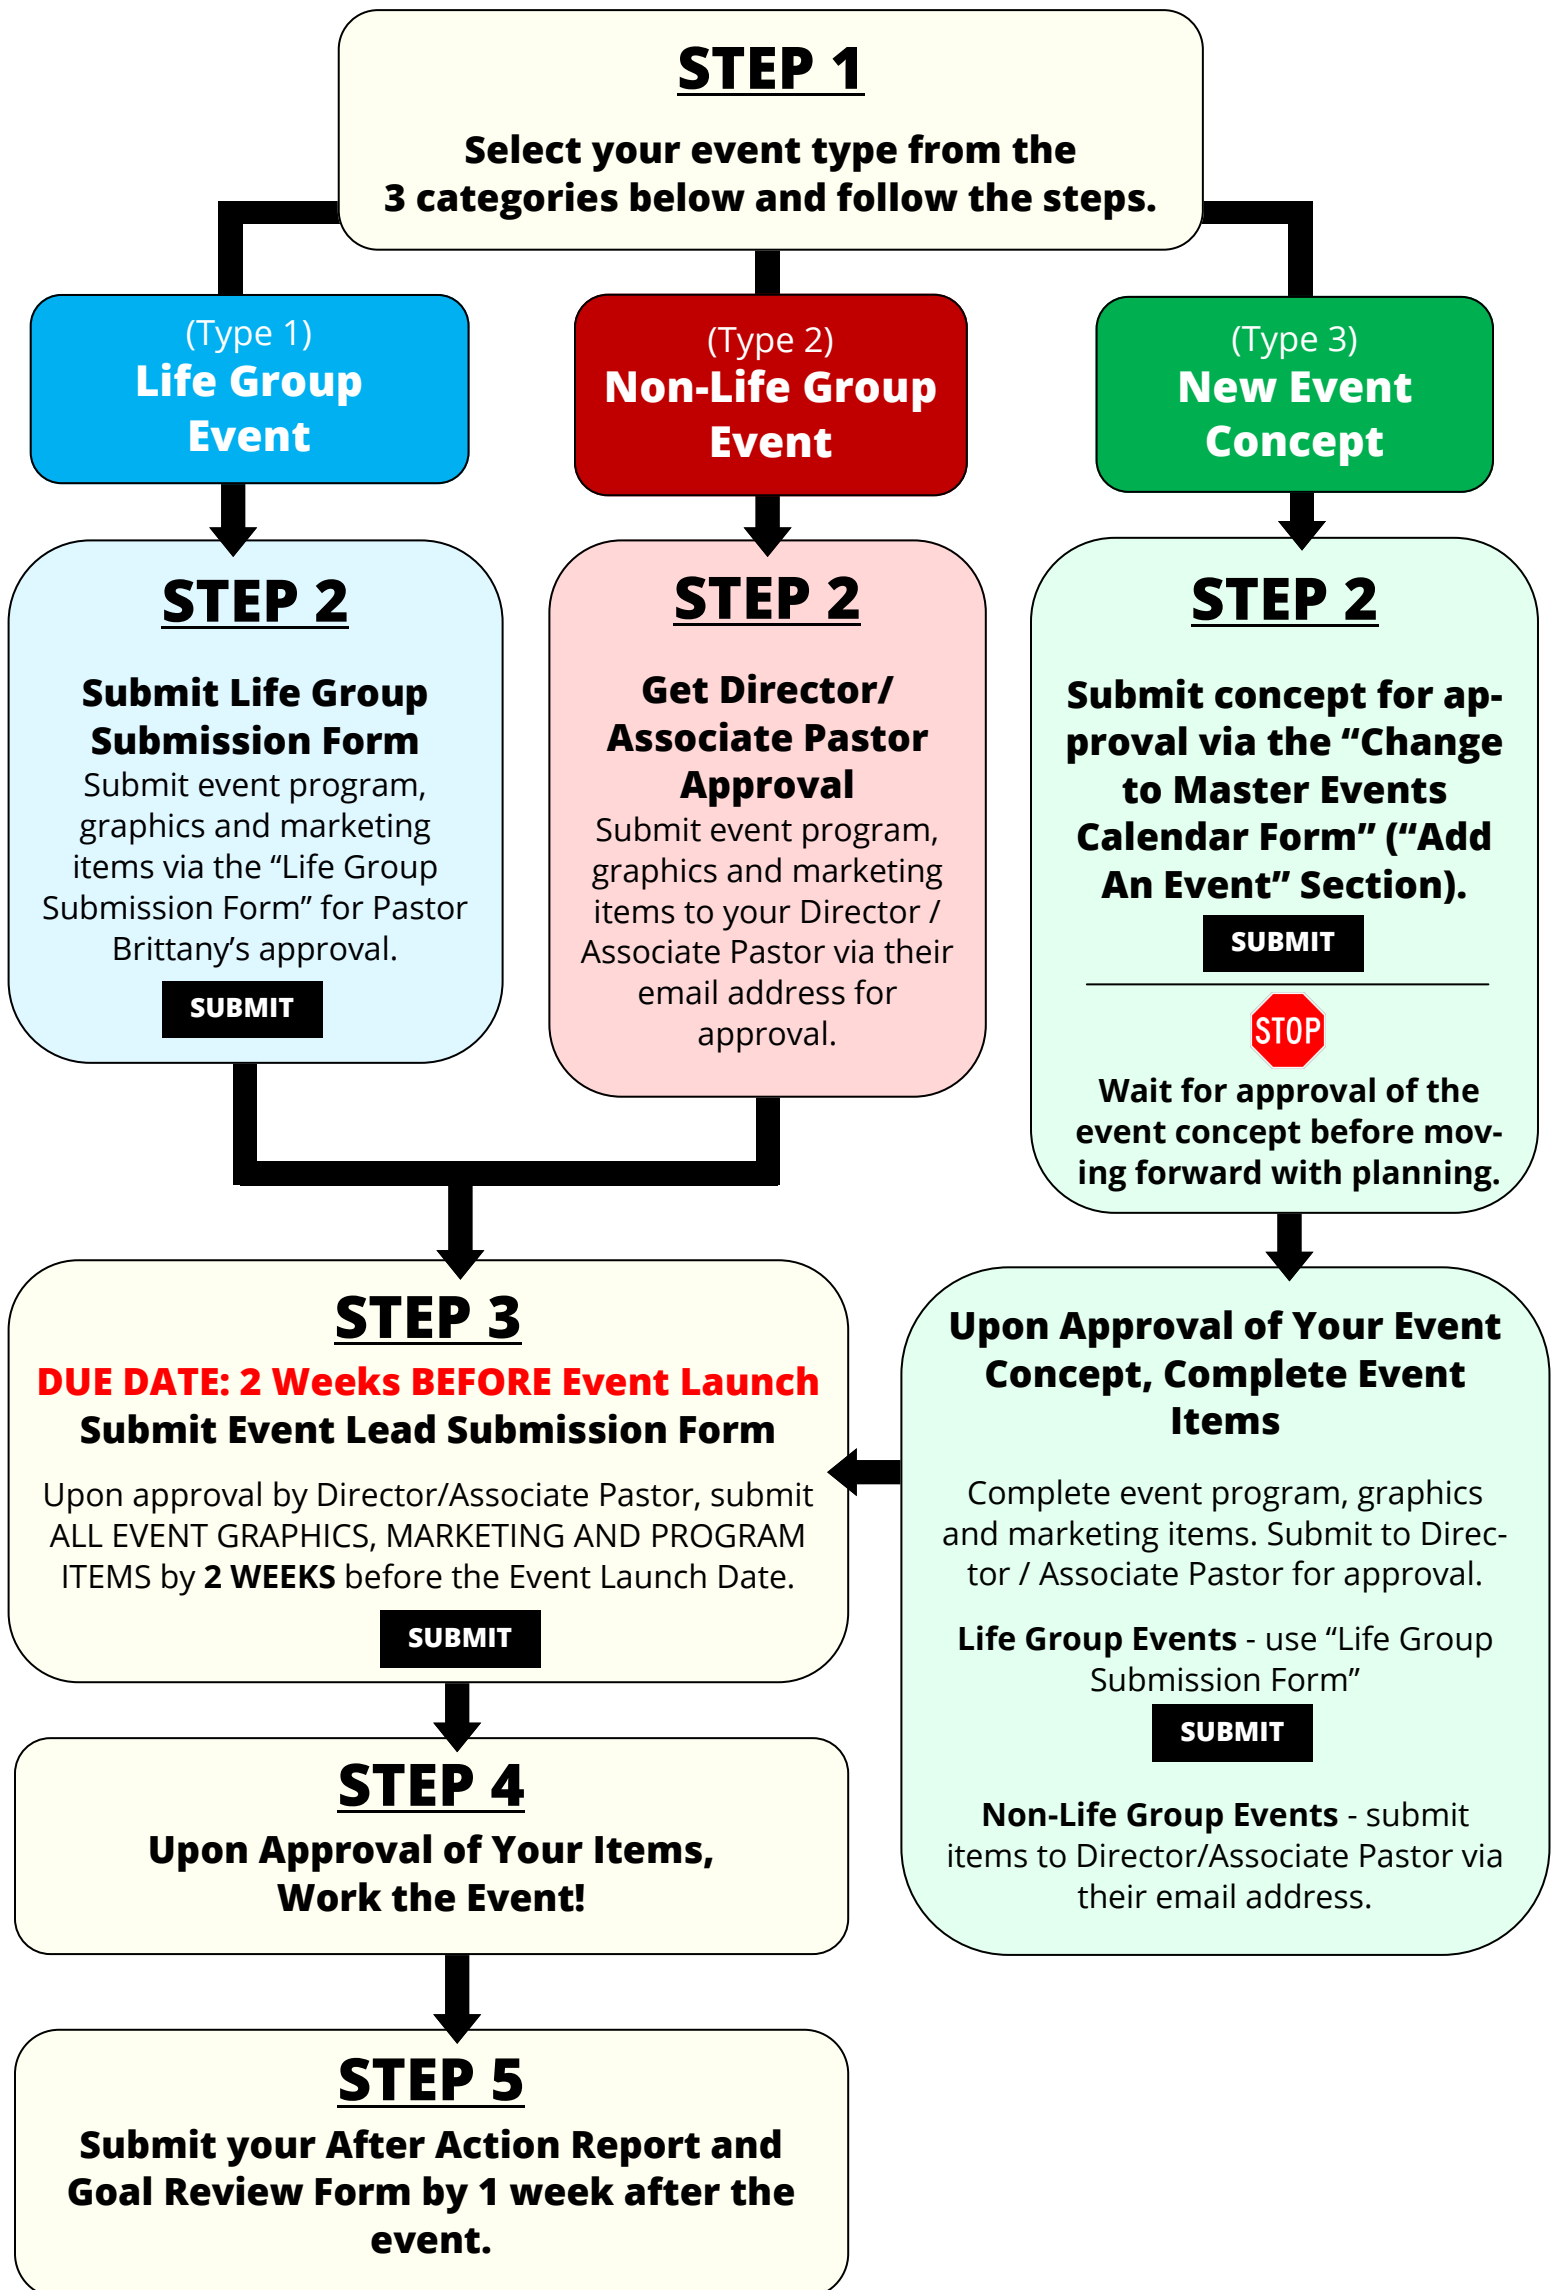 STEP 1
Select your event type from the
3 categories below and follow the steps.
(Type 1)
Life Group
Event
(Type 2)
Non-Life Group
Event
(Type 3)
New Event
Concept
STEP 2
Submit Life Group
Submission Form
Submit event program,
graphics and marketing
items via the “Life Group
Submission Form” for Pastor
Brittany’s approval.
SUBMIT
STEP 2
Get Director/
Associate Pastor
Approval
Submit event program,
graphics and marketing
items to your Director /
Associate Pastor via their
email address for
approval.
STEP 2
Submit concept for ap-
proval via the “Change
to Master Events
Calendar Form” (“Add
An Event” Section).
SUBMIT
STOP
Wait for approval of the
event concept before mov-
ing forward with planning.
STEP 3
DUE DATE: 2 Weeks BEFORE Event Launch
Submit Event Lead Submission Form
Upon approval by Director/Associate Pastor, submit
ALL EVENT GRAPHICS, MARKETING AND PROGRAM
ITEMS by 2 WEEKS before the Event Launch Date.
SUBMIT
Upon Approval of Your Event
Concept, Complete Event
Items
Complete event program, graphics
and marketing items. Submit to Direc-
tor / Associate Pastor for approval.
Life Group Events - use “Life Group
Submission Form”
SUBMIT
Non-Life Group Events - submit
items to Director/Associate Pastor via
their email address.
STEP 4
Upon Approval of Your Items,
Work the Event!
STEP 5
Submit your After Action Report and
Goal Review Form by 1 week after the
event.